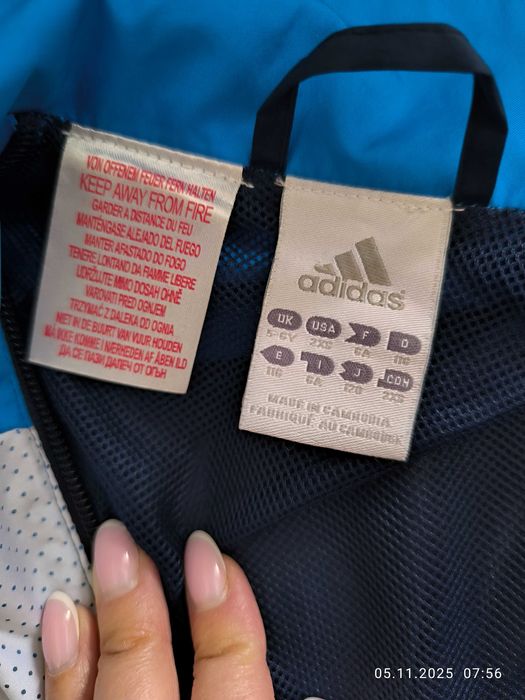 VON OFFENEM FEUER FERN HALTEN
KEEP AWAY FROM FIRE
GARDER A DISTANCE DU FEU
MANTÉNGASE ALEJADO DEL FUEGO
MANTER AFASTADO DO FOGO
TENERE LONTANO DA FIAMME LIBERE
UDRŽUJTE MIMO DOSAH OHNĚ
VAROVATI PRED OGNJEM
TRZYMAĆ Z DALEKA OD OGNIA
NIET IN DE BUURT VAN VUUR HOUDEN
MÅ IKKE KOMME I NÆRHEDEN AF ÅBEN ILD
ДА СЕ ПАЗИ ДАЛЕЧ ОТ ОГЪН
adidas
UK USA F D
5-6Y 2XS 6A 116
E I J CDN
116 6A 120 2XS
MADE IN CAMBODIA
FABRIQUÉ AU CAMBODGE
05.11.2025 07:56